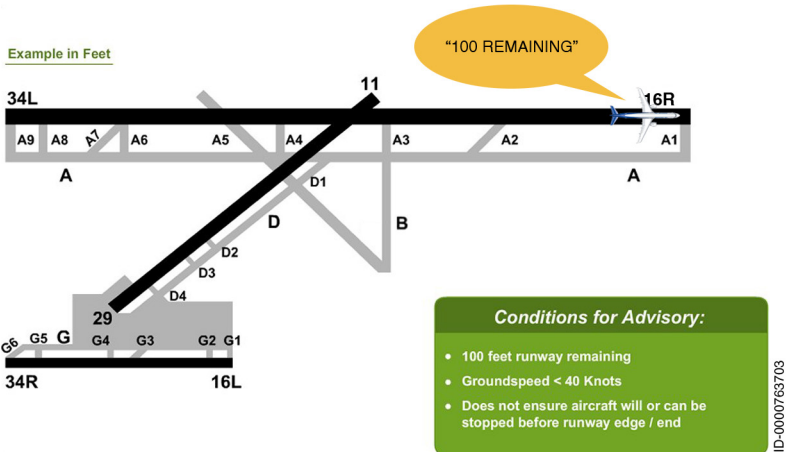 Example in Feet
“100 REMAINING”
34L
11
16R
A9
A8
A7
A6
A5
A4
A3
A2
A1
A
A
D1
D
B
D2
D3
D4
29
G6
G5
G
G4
G3
G2
G1
34R
16L
Conditions for Advisory:
• 100 feet runway remaining
• Groundspeed < 40 Knots
• Does not ensure aircraft will or can be
stopped before runway edge / end
ID-0000763703